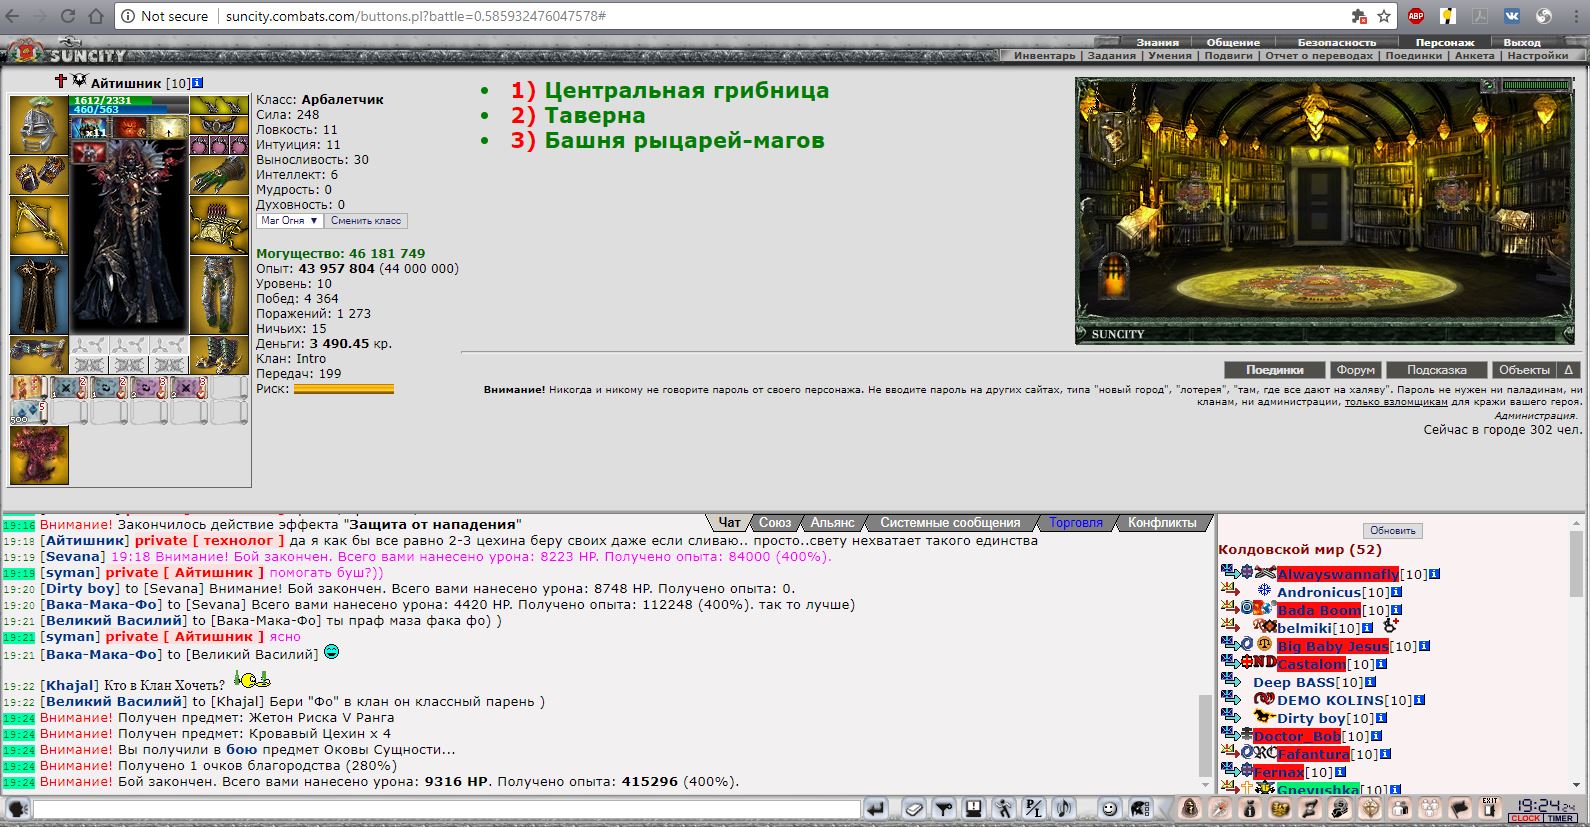 Not secure | suncity.combats.com/buttons.pl?battle=0.585932476047578#
ABP
SUNCITY
Знания Общение Безопасность Персонаж Выход
Инвентарь | Задания | Умения | Подвиги | Отчет о переводах | Поединки | Анкета | Настройки
Айтишник [10]
1612/2331
460/563
x11
Класс: Арбалетчик
Сила: 248
Ловкость: 11
Интуиция: 11
Выносливость: 30
Интеллект: 6
Мудрость: 0
Духовность: 0
Маг Огня ▼ Сменить класс
Могущество: 46 181 749
Опыт: 43 957 804 (44 000 000)
Уровень: 10
Побед: 4 364
Поражений: 1 273
Ничьих: 15
Деньги: 3 490.45 кр.
Клан: Intro
Передач: 199
Риск:
500
• 1) Центральная грибница
• 2) Таверна
• 3) Башня рыцарей-магов
SUNCITY
Поединки Форум Подсказка Объекты Δ
Внимание! Никогда и никому не говорите пароль от своего персонажа. Не вводите пароль на других сайтах, типа "новый город", "лотерея", "там, где все дают на халяву". Пароль не нужен ни паладинам, ни
кланам, ни администрации, только взломщикам для кражи вашего героя.
Администрация.
Сейчас в городе 302 чел.
Чат Союз Альянс Системные сообщения Торговля Конфликты
19:16 Внимание! Закончилось действие эффекта "Защита от нападения"
19:18 [Айтишник] private [ технолог ] да я как бы все равно 2-3 цехина беру своих даже если сливаю.. просто..свету нехватает такого единства
19:19 [Sevana] 19:18 Внимание! Бой закончен. Всего вами нанесено урона: 8223 HP. Получено опыта: 84000 (400%).
19:19 [syman] private [ Айтишник ] помогать буш?))
19:20 [Dirty boy] to [Sevana] Внимание! Бой закончен. Всего вами нанесено урона: 8748 HP. Получено опыта: 0.
19:20 [Вака-Мака-Фо] to [Sevana] Всего вами нанесено урона: 4420 HP. Получено опыта: 112248 (400%). так то лучше)
19:21 [Великий Василий] to [Вака-Мака-Фо] ты праф маза фака фо) )
19:21 [syman] private [ Айтишник ] ясно
19:21 [Вака-Мака-Фо] to [Великий Василий]
19:22 [Khajal] Кто в Клан Хочеть?
19:22 [Великий Василий] to [Khajal] Бери "Фо" в клан он классный парень )
19:24 Внимание! Получен предмет: Жетон Риска V Ранга
19:24 Внимание! Получен предмет: Кровавый Цехин x 4
19:24 Внимание! Вы получили в бою предмет Оковы Сущности...
19:24 Внимание! Получено 1 очков благородства (280%)
19:24 Внимание! Бой закончен. Всего вами нанесено урона: 9316 HP. Получено опыта: 415296 (400%).
Обновить
Колдовской мир (52)
Alwayswannafly[10]
Andronicus[10]
Bada Boom[10]
belmiki[10]
Big Baby Jesus[10]
ND Castalom[10]
Deep BASS[10]
DEMO KOLINS[10]
Dirty boy[10]
Doctor_Bob[10]
Fafantura[10]
Fernax[10]
Gnevushka[10]
P/L
EXIT
19:24 24
CLOCK TIMER